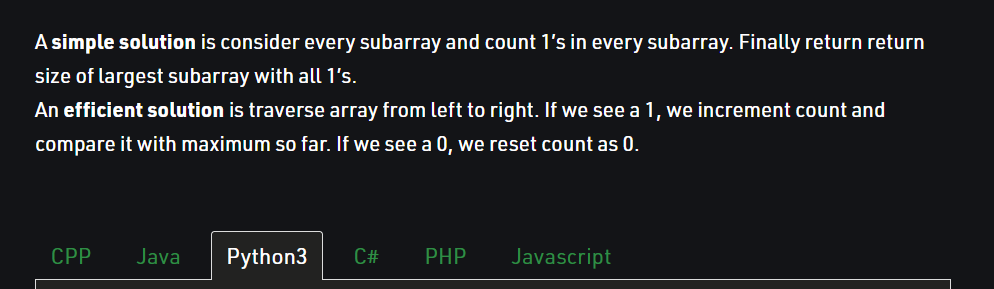 A simple solution is consider every subarray and count 1’s in every subarray. Finally return return
size of largest subarray with all 1’s.
An efficient solution is traverse array from left to right. If we see a 1, we increment count and
compare it with maximum so far. If we see a 0, we reset count as 0.
CPP Java Python3 C# PHP Javascript